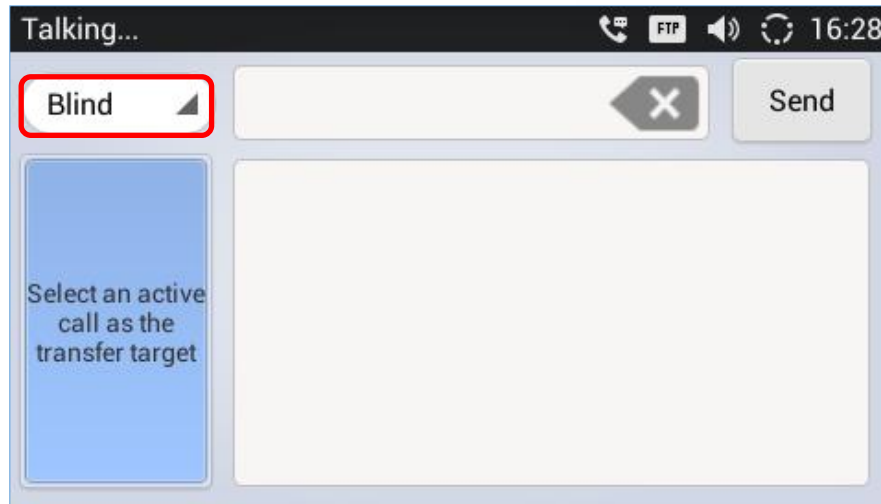 Talking... FTP 16:28
Blind Send
Select an active
call as the
transfer target